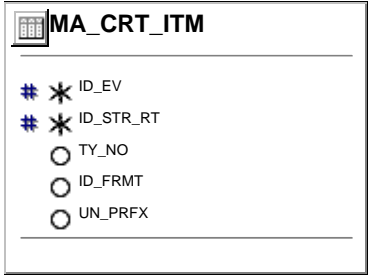 MA_CRT_ITM
# * ID_EV
# * ID_STR_RT
TY_NO
ID_FRMT
UN_PRFX